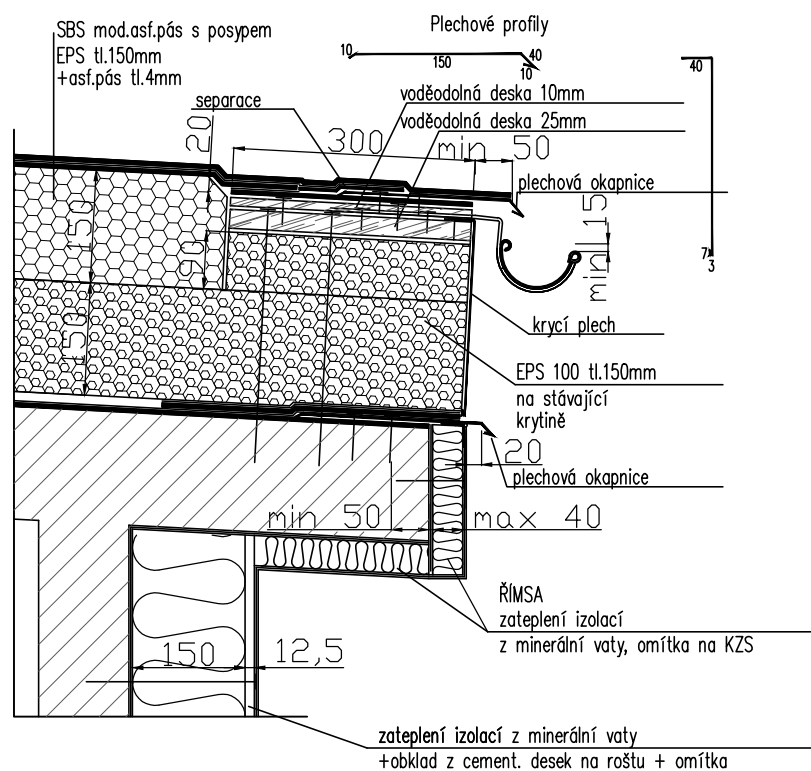 SBS mod.asf.pás s posypem
EPS tl.150mm
+asf.pás tl.4mm
Plechové profily
10
150
40
10
40
7
3
separace
voděodolná deska 10mm
voděodolná deska 25mm
20
300
min 50
plechová okapnice
min 15
150
90
150
krycí plech
EPS 100 tl.150mm
na stávající
krytině
20
plechová okapnice
min 50
max 40
ŘÍMSA
zateplení izolací
z minerální vaty, omítka na KZS
150
12,5
zateplení izolací z minerální vaty
+obklad z cement. desek na roštu + omítka